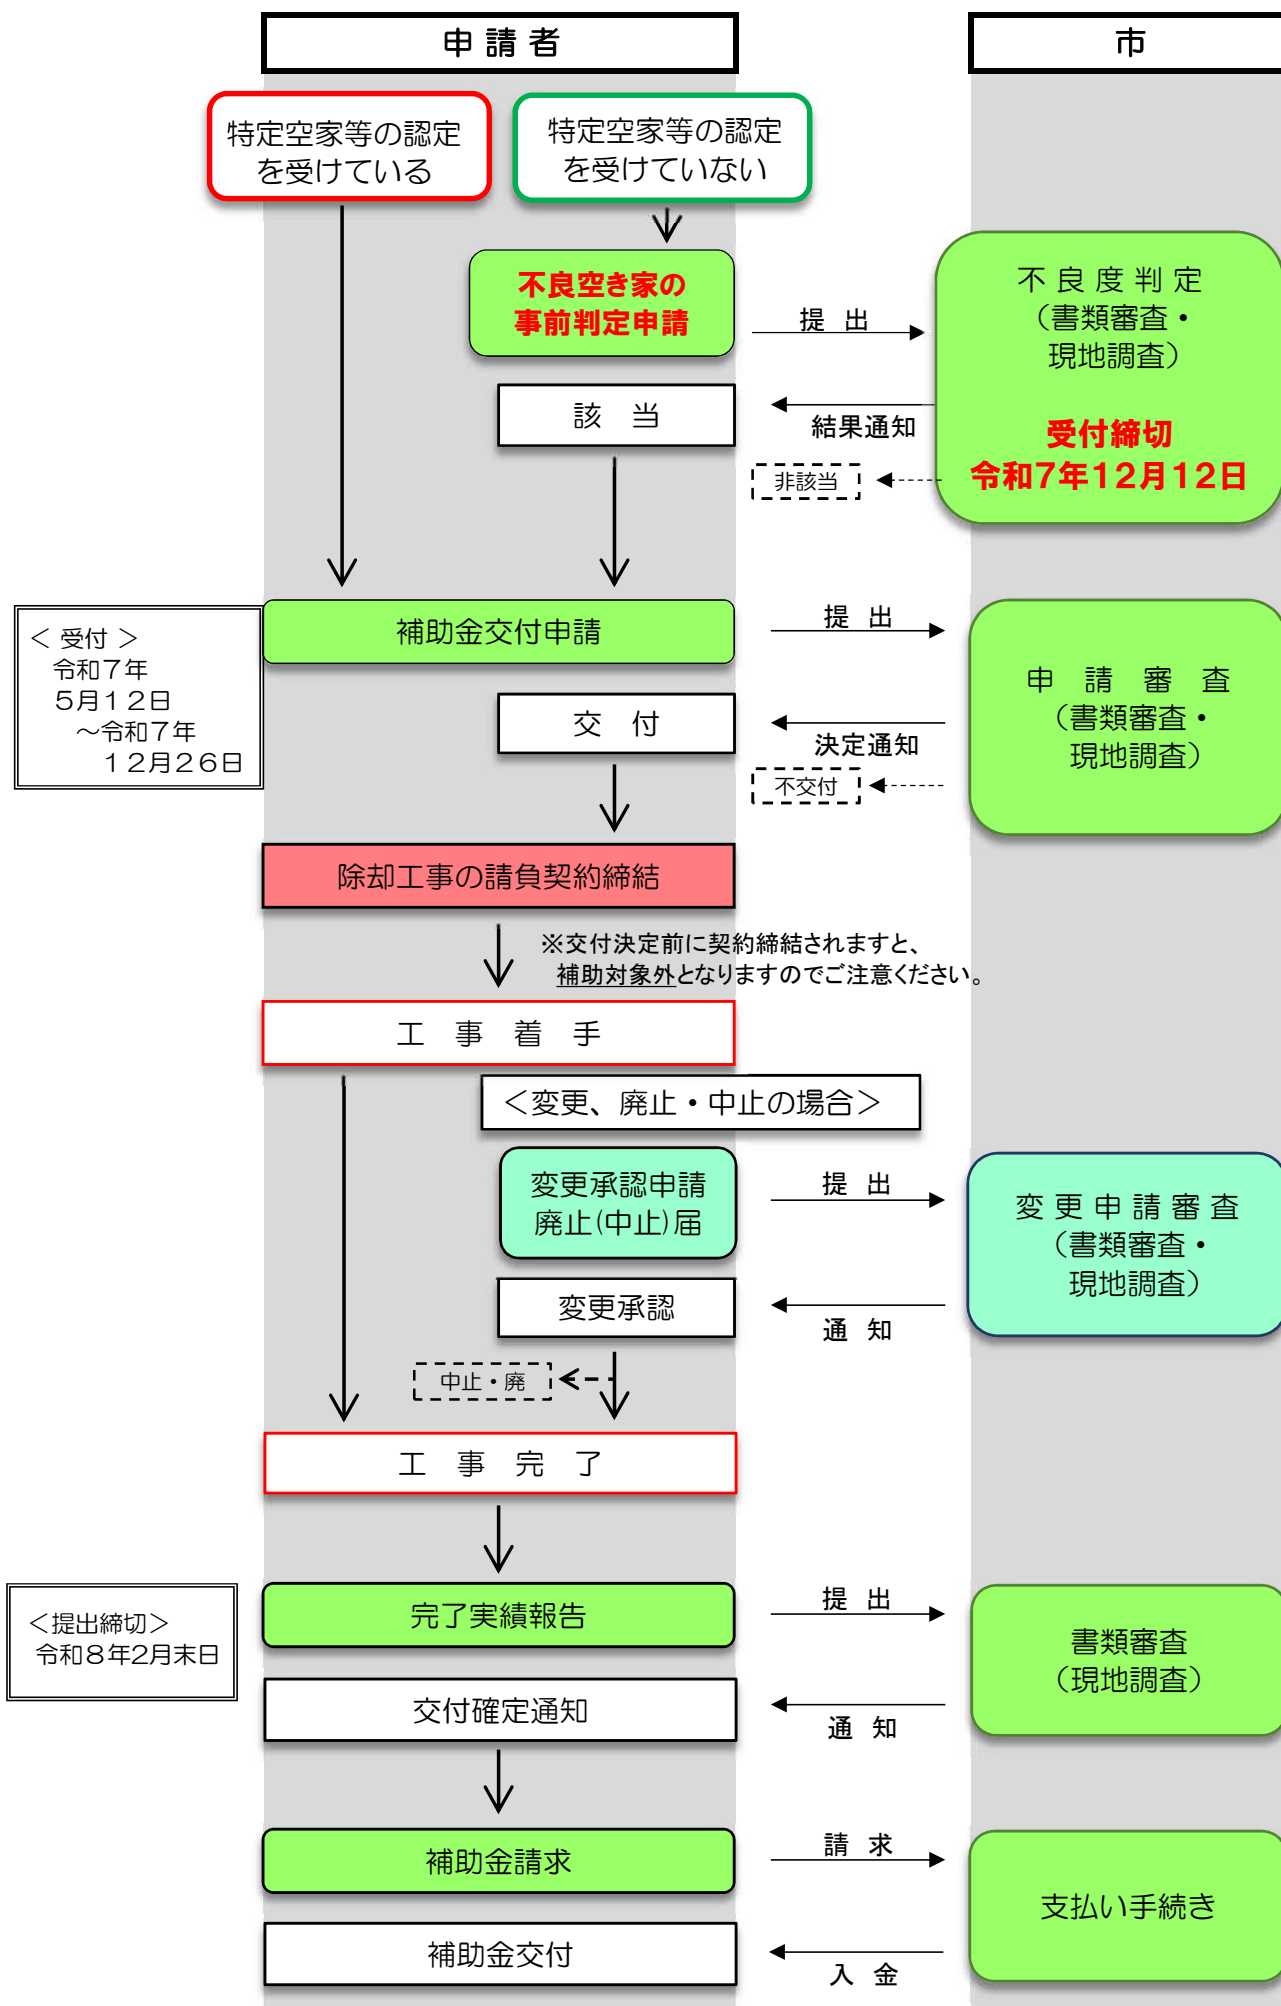 申請者
市
特定空家等の認定
を受けている
特定空家等の認定
を受けていない
不良空き家の
事前判定申請
提 出
不良度判定
（書類審査・
現地調査）
受付締切
令和7年12月12日
該 当
結果通知
非該当
＜ 受付 ＞
令和７年
５月１２日
～令和７年
１２月２６日
補助金交付申請
提 出
申 請 審 査
（書類審査・
現地調査）
交 付
決定通知
不交付
除却工事の請負契約締結
※交付決定前に契約締結されますと、
補助対象外となりますのでご注意ください。
工 事 着 手
＜変更、廃止・中止の場合＞
変更承認申請
廃止(中止)届
提 出
変更申請審査
（書類審査・
現地調査）
変更承認
通 知
中止・廃
工 事 完 了
＜提出締切＞
令和８年2月末日
完了実績報告
提 出
書類審査
（現地調査）
交付確定通知
通 知
補助金請求
請 求
支払い手続き
補助金交付
入 金